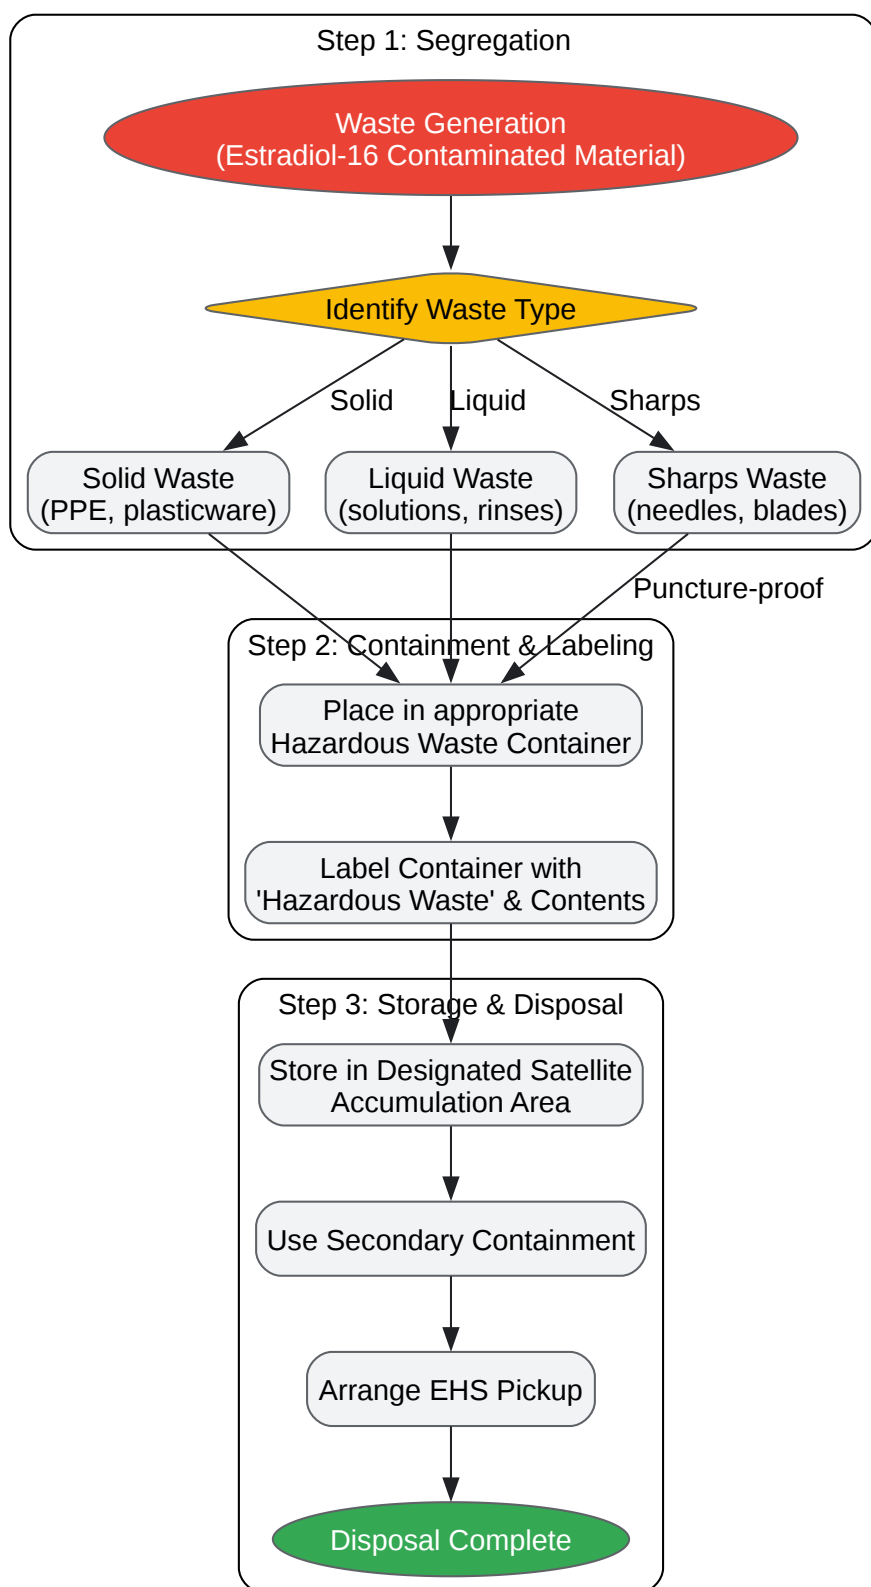 Step 1: Segregation
Waste Generation
(Estradiol-16 Contaminated Material)
Identify Waste Type
Solid
Liquid
Sharps
Solid Waste
(PPE, plasticware)
Liquid Waste
(solutions, rinses)
Sharps Waste
(needles, blades)
Puncture-proof
Step 2: Containment & Labeling
Place in appropriate
Hazardous Waste Container
Label Container with
'Hazardous Waste' & Contents
Step 3: Storage & Disposal
Store in Designated Satellite
Accumulation Area
Use Secondary Containment
Arrange EHS Pickup
Disposal Complete